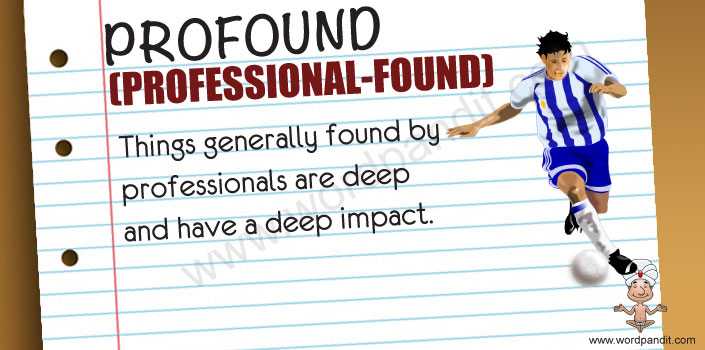 PROFOUND
(PROFESSIONAL-FOUND)
Things generally found by
professionals are deep
and have a deep impact.
www.wordpandit.com
www.wordpandit.com